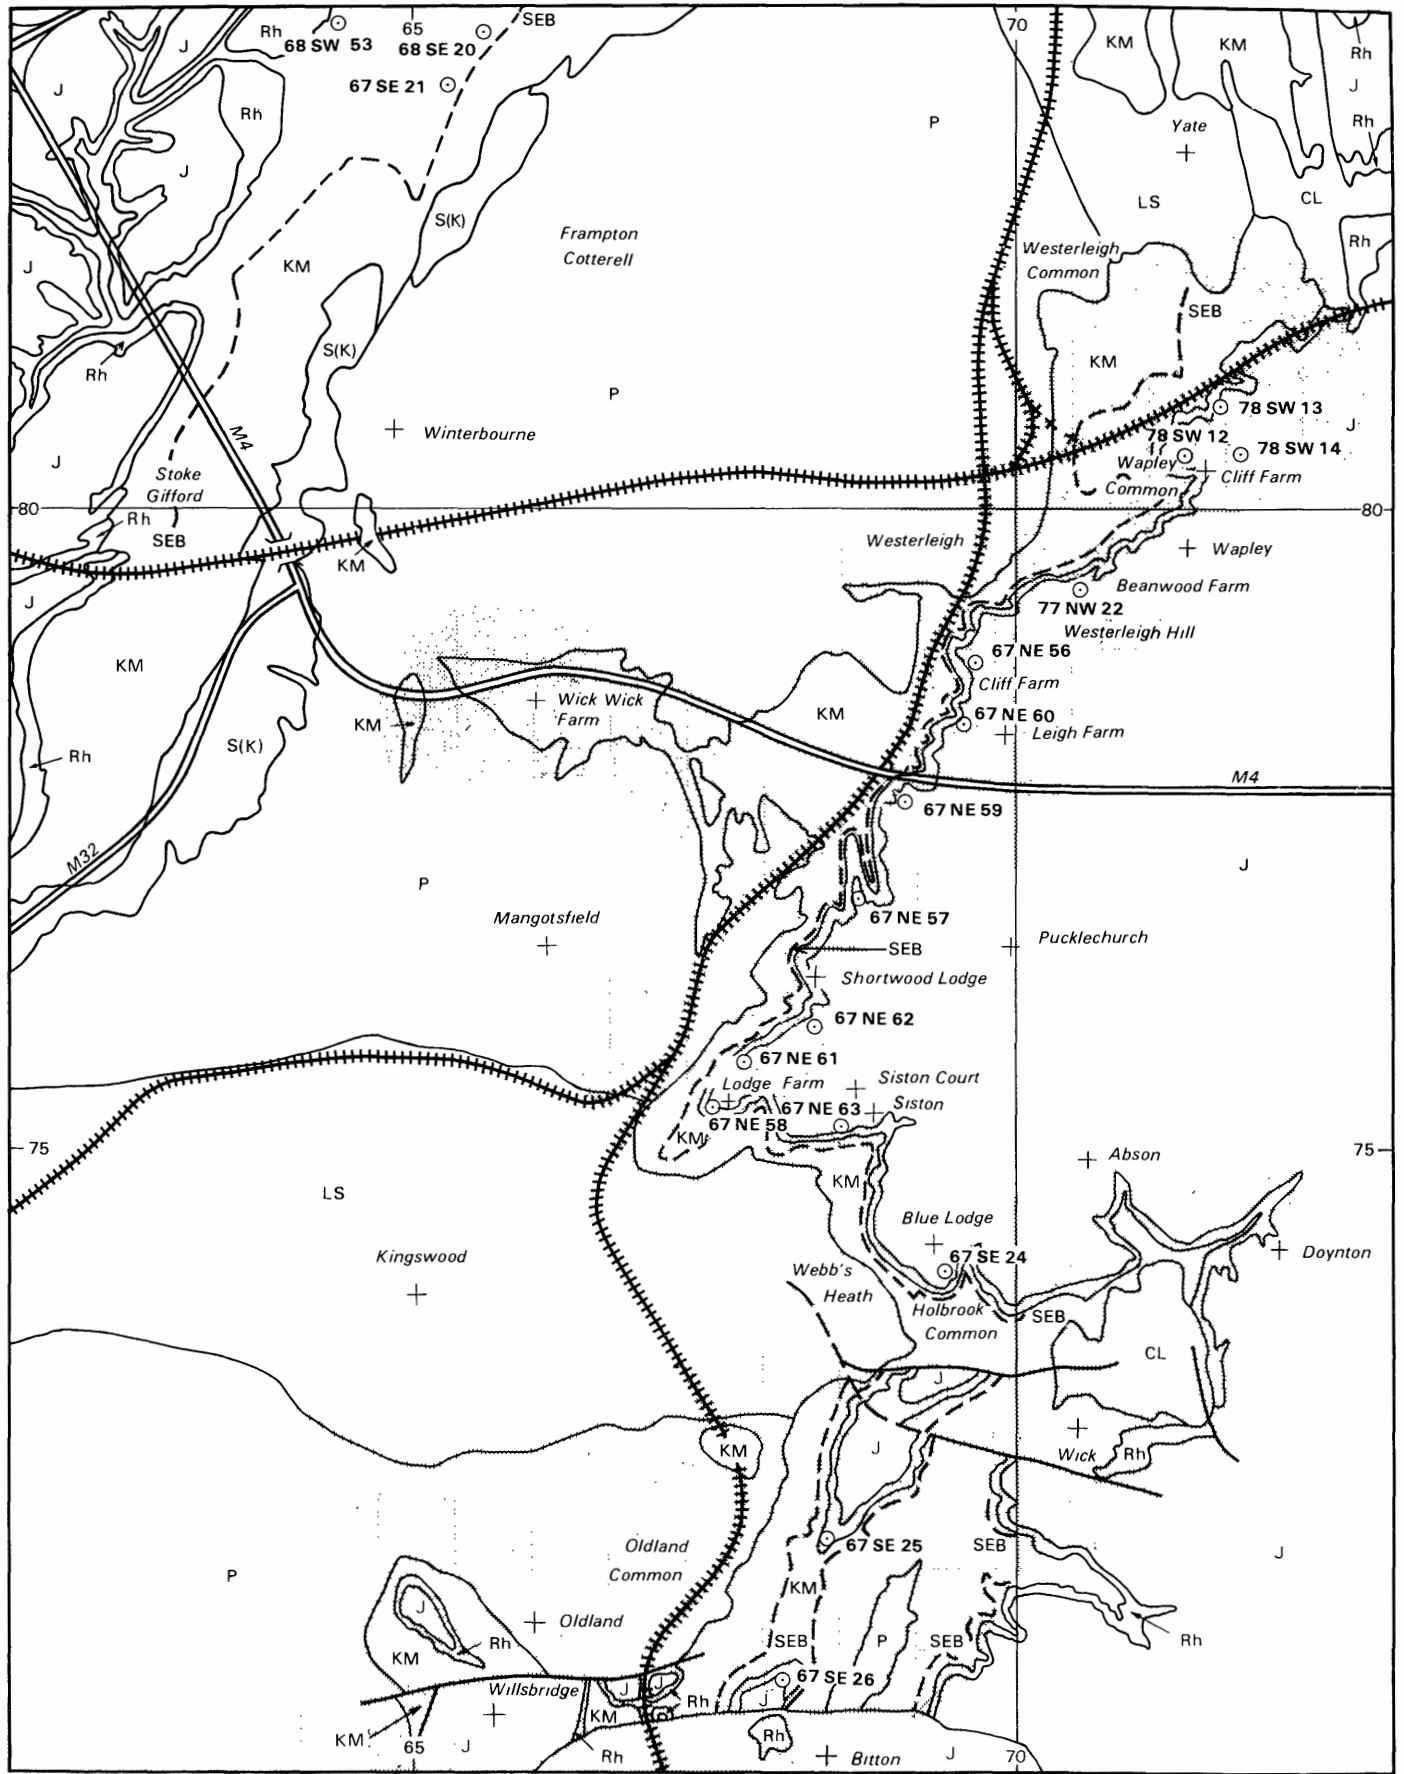 SEB
65
70
Rh
68 SW 53
68 SE 20
J
KM
KM
Rh
67 SE 21
J
J
Rh
P
Yate
Rh
J
S(K)
LS
CL
Frampton
Cotterell
Westerleigh
Common
Rh
J
KM
SEB
S(K)
KM
Rh
P
78 SW 13
M4
Winterbourne
J
78 SW 12
78 SW 14
J
Stoke
Gifford
Wapley
Common
Cliff Farm
80
80
Rh
SEB
Westerleigh
Wapley
KM
Beanwood Farm
J
77 NW 22
Westerleigh Hill
KM
67 NE 56
Cliff Farm
Wick Wick
Farm
KM
KM
67 NE 60
Leigh Farm
S(K)
Rh
M4
67 NE 59
M32
J
P
Mangotsfield
67 NE 57
Pucklechurch
SEB
Shortwood Lodge
67 NE 62
67 NE 61
Lodge Farm
Siston Court
Siston
67 NE 63
67 NE 58
KM
75
75
Abson
KM
LS
Blue Lodge
67 SE 24
Doynton
Kingswood
Webb's
Heath
Holbrook
Common
SEB
CL
J
J
KM
Wick
Rh
Oldland
Common
67 SE 25
SEB
J
P
KM
J
Oldland
Rh
SEB
P
SEB
Rh
KM
67 SE 26
Willsbridge
J
J
Rh
J
KM
KM
Rh
65
J
Rh
Bitton
J
70